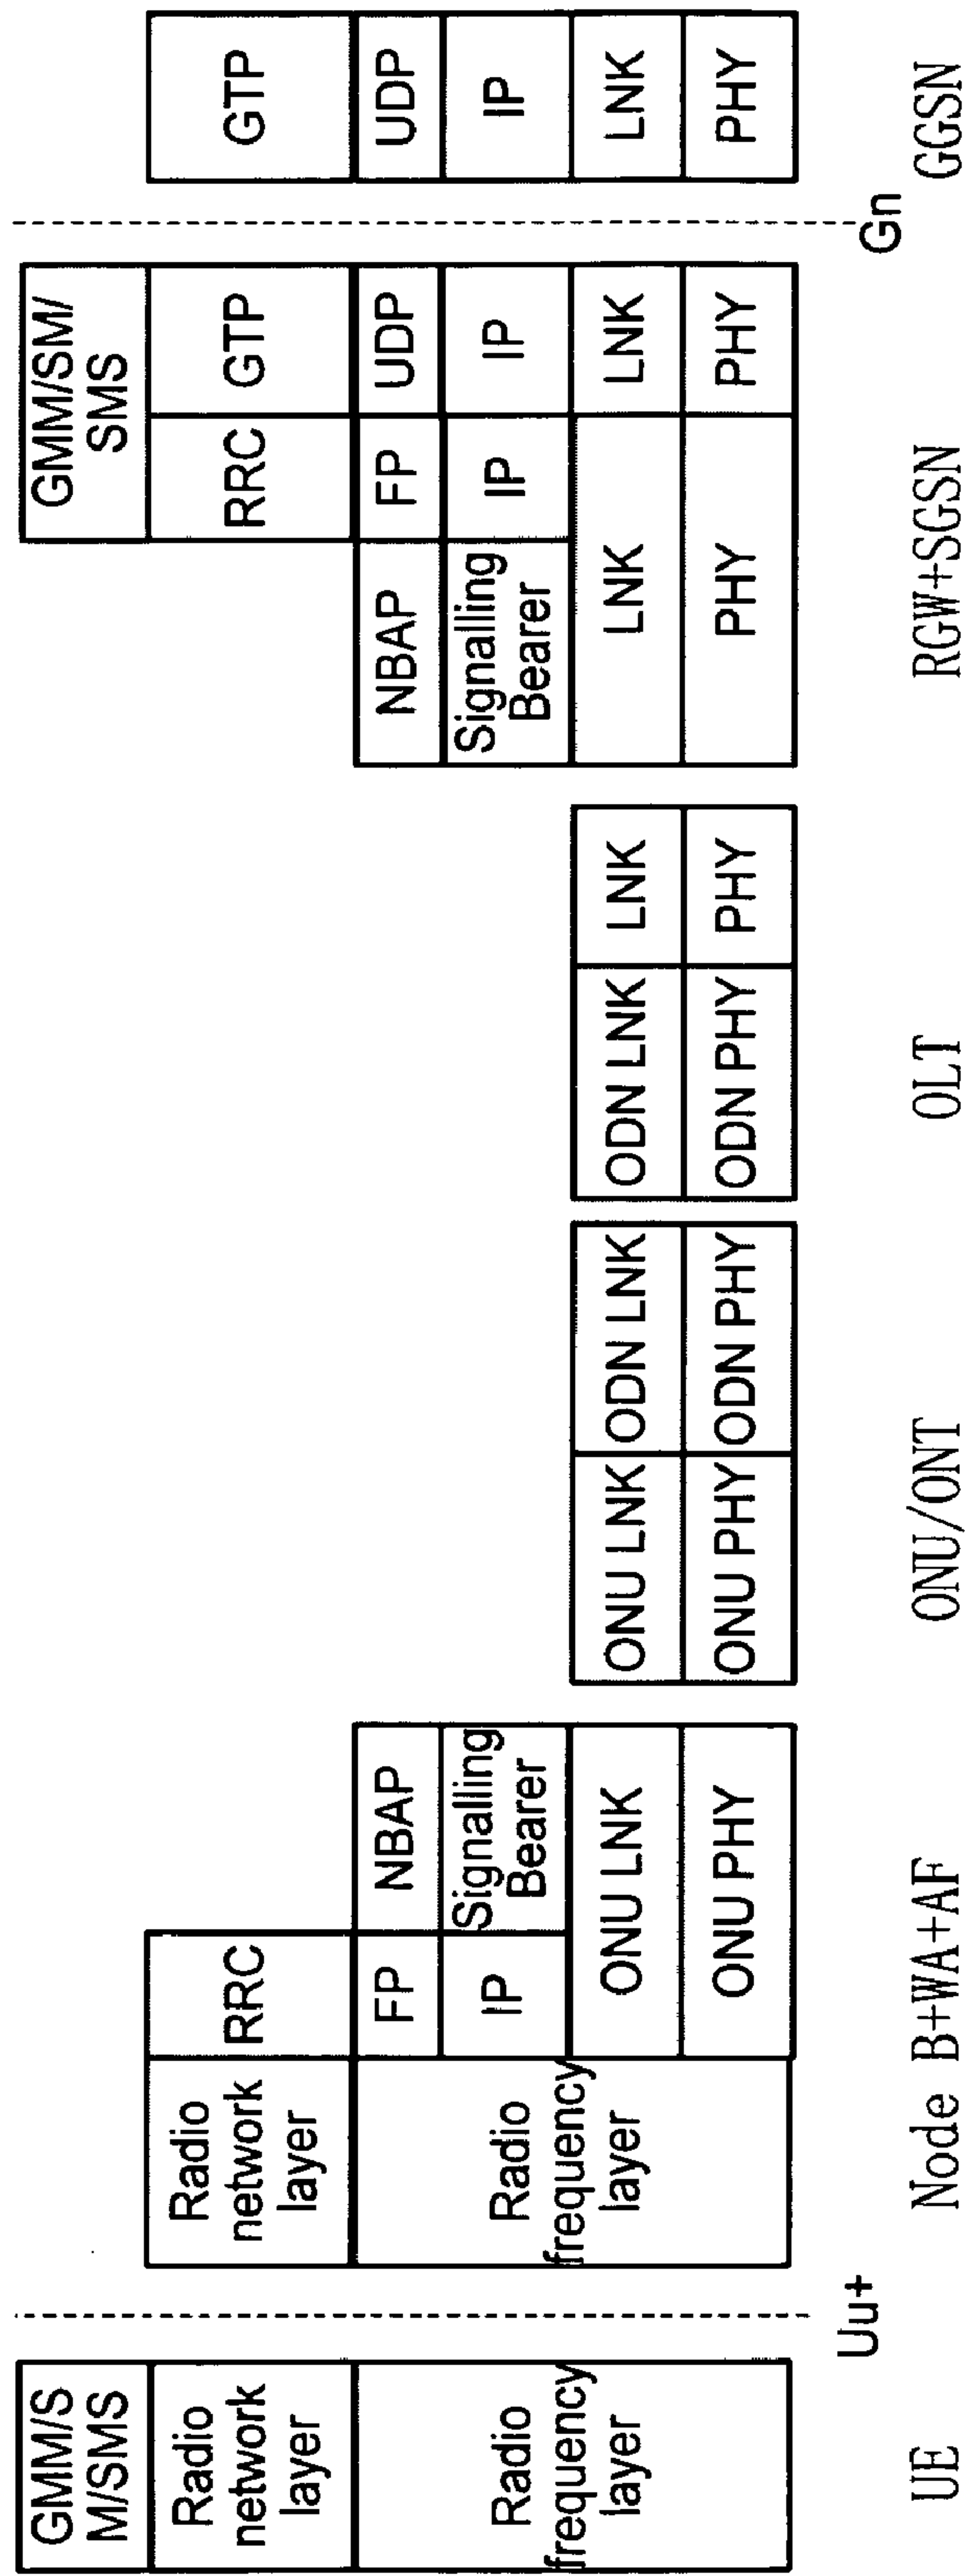 GMM/S
M/SMS
Radio
network
layer
Radio
frequency
layer
UE
Uu+
Radio
network
layer
Radio
frequency
layer
RRC
FP
IP
NBAP
Signalling
Bearer
ONU LNK
ONU PHY
Node B+WA+AF
ONU LNK
ODN LNK
ONU PHY
ODN PHY
ONU/ONT
ODN LNK
LNK
ODN PHY
PHY
OLT
GMM/SM/
SMS
RRC
GTP
NBAP
FP
UDP
Signalling
Bearer
IP
IP
LNK
LNK
PHY
PHY
RGW+SGSN
Gn
GTP
UDP
IP
LNK
PHY
GGSN